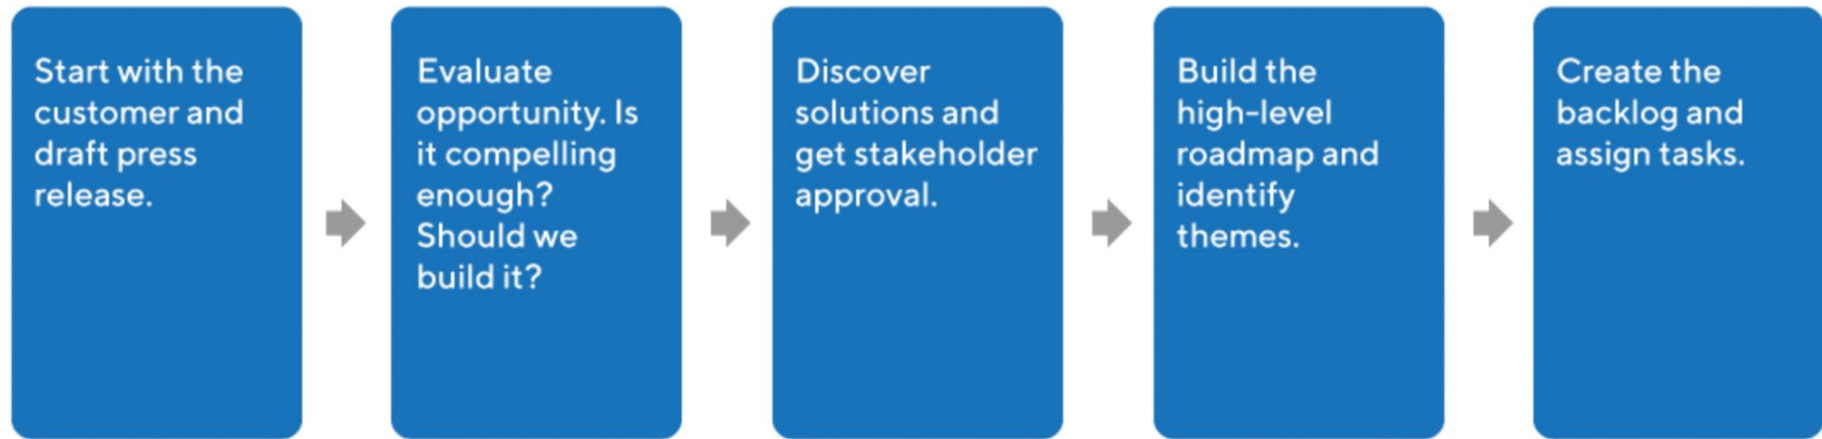 Start with the
customer and
draft press
release.
Evaluate
opportunity. Is
it compelling
enough?
Should we
build it?
Discover
solutions and
get stakeholder
approval.
Build the
high-level
roadmap and
identify
themes.
Create the
backlog and
assign tasks.